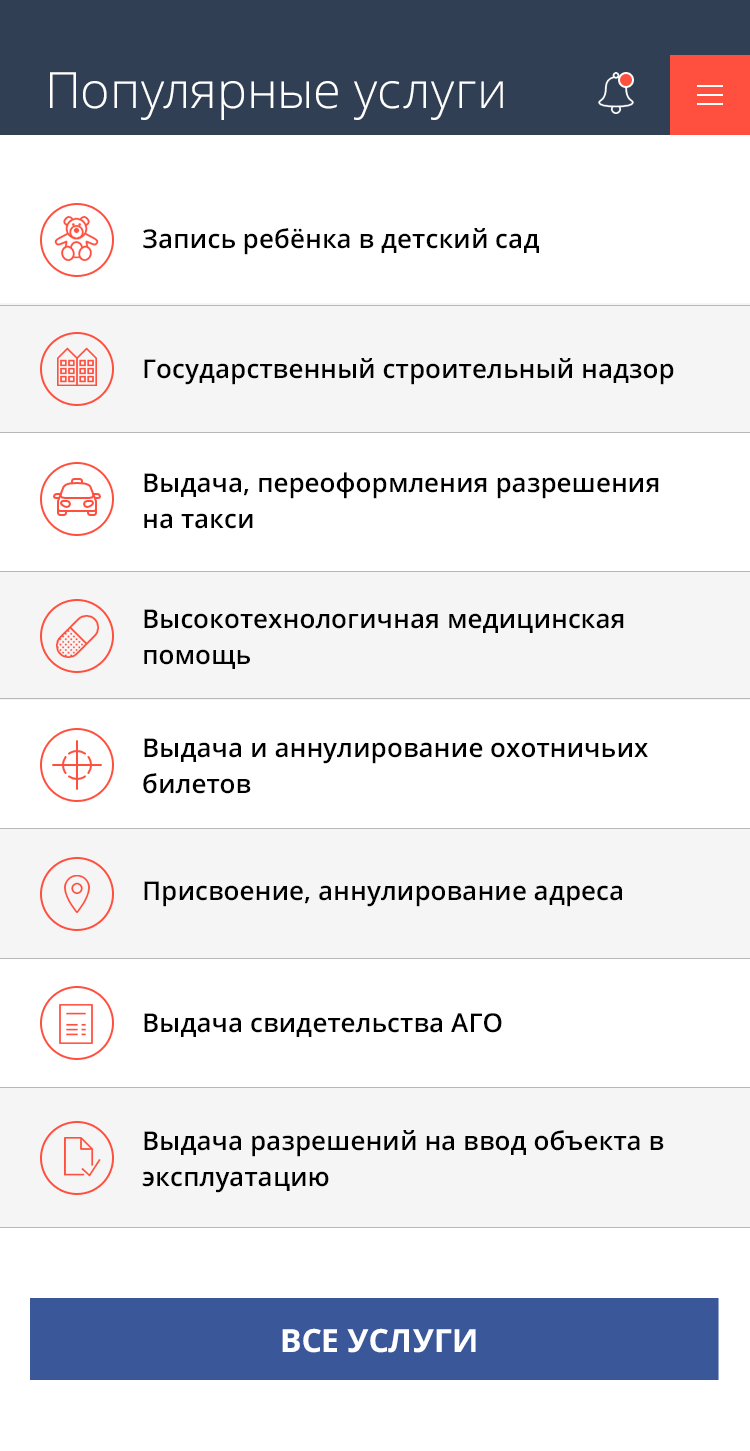 Популярные услуги
Запись ребёнка в детский сад
Государственный строительный надзор
Выдача, переоформления разрешения
на такси
Высокотехнологичная медицинская
помощь
Выдача и аннулирование охотничьих
билетов
Присвоение, аннулирование адреса
Выдача свидетельства АГО
Выдача разрешений на ввод объекта в
эксплуатацию
ВСЕ УСЛУГИ